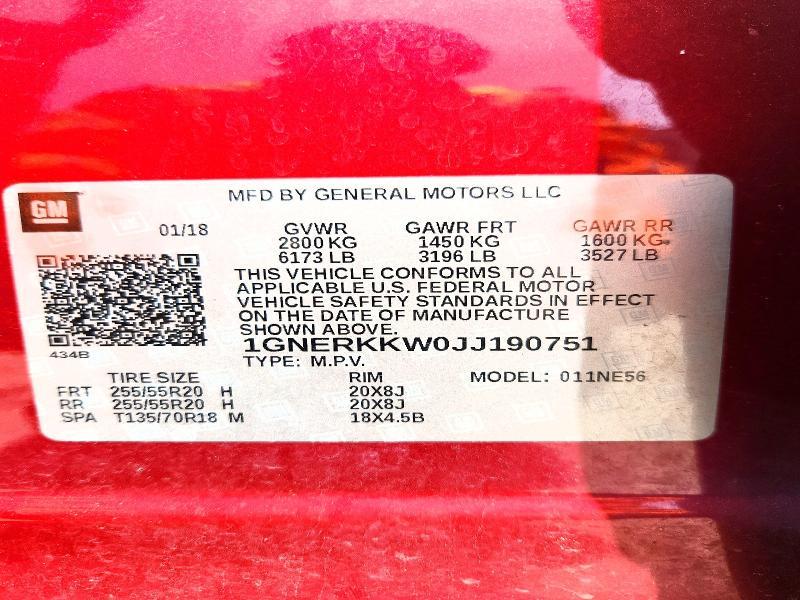 GM
MFD BY GENERAL MOTORS LLC
01/18 GVWR GAWR FRT GAWR RR
2800 KG 1450 KG 1600 KG
6173 LB 3196 LB 3527 LB
THIS VEHICLE CONFORMS TO ALL
APPLICABLE U.S. FEDERAL MOTOR
VEHICLE SAFETY STANDARDS IN EFFECT
ON THE DATE OF MANUFACTURE
SHOWN ABOVE.
434B
1GNERKKW0JJ190751
TYPE: M.P.V.
TIRE SIZE RIM MODEL: 011NE56
FRT 255/55R20 H 20X8J
RR 255/55R20 H 20X8J
SPA T135/70R18 M 18X4.5B